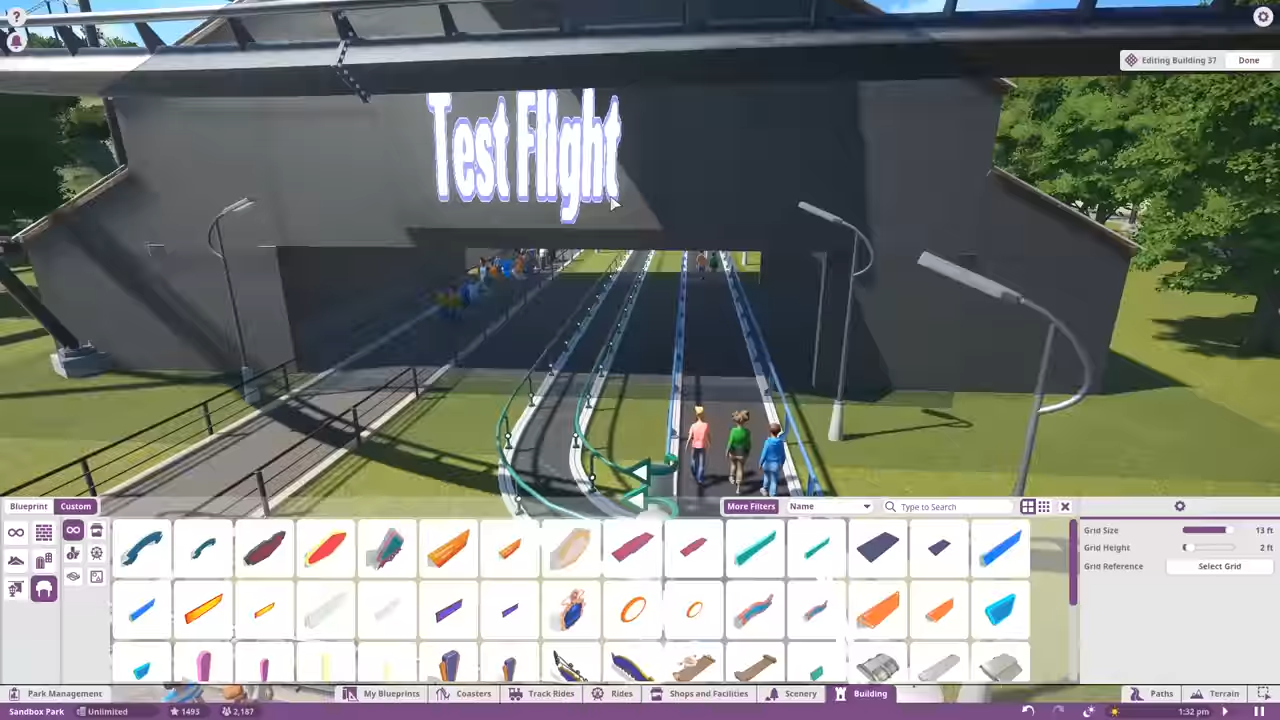 ?
Editing Building 37 Done
Test Flight
Blueprint Custom More Filters Name Type to Search
Grid Size 13 ft
Grid Height 2 ft
Grid Reference Select Grid
Park Management My Blueprints Coasters Track Rides Rides Shops and Facilities Scenery Building Paths Terrain
Sandbox Park Unlimited 1493 2,187 1:32 pm